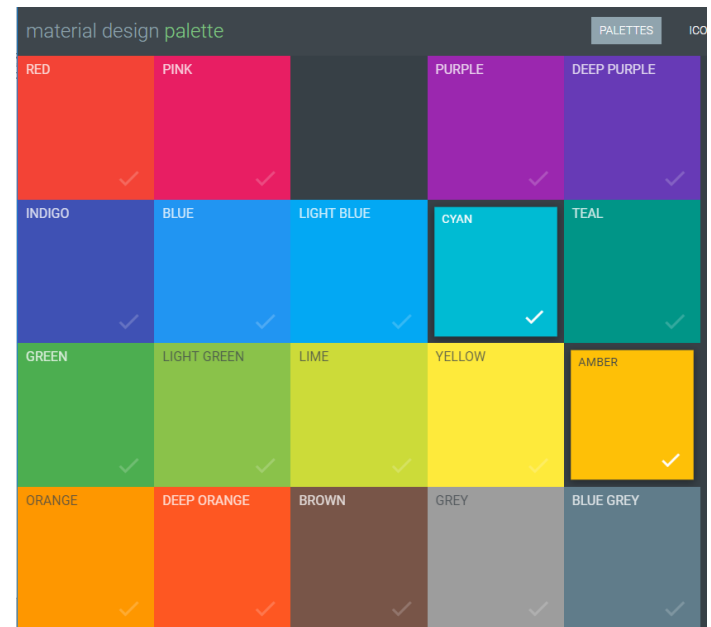 material design palette
PALETTES
ICO
RED
PINK
PURPLE
DEEP PURPLE
INDIGO
BLUE
LIGHT BLUE
CYAN
TEAL
GREEN
LIGHT GREEN
LIME
YELLOW
AMBER
ORANGE
DEEP ORANGE
BROWN
GREY
BLUE GREY